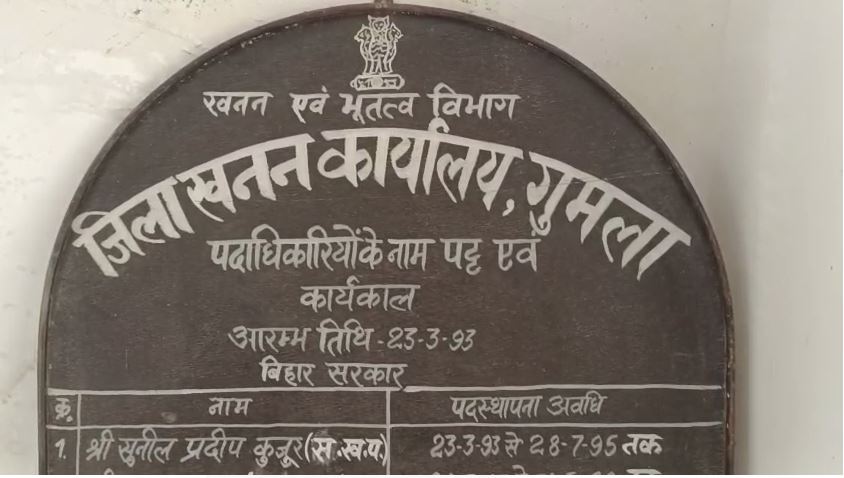 खनन एवं भूतत्व विभाग
जिला खनन कार्यालय, गुमला
पदाधिकारियों के नाम पट्ट एवं
कार्यकाल
आरम्भ तिथि - 23-3-93
बिहार सरकार
क्र. नाम पदस्थापना अवधि
1. श्री सुनील प्रदीप कुजूर (स.ख.प.) 23-3-93 से 28-7-95 तक